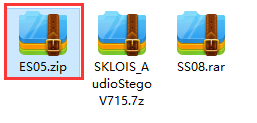 ES05.zip
SKLOIS_A
udioStego
V715.7z
SS08.rar